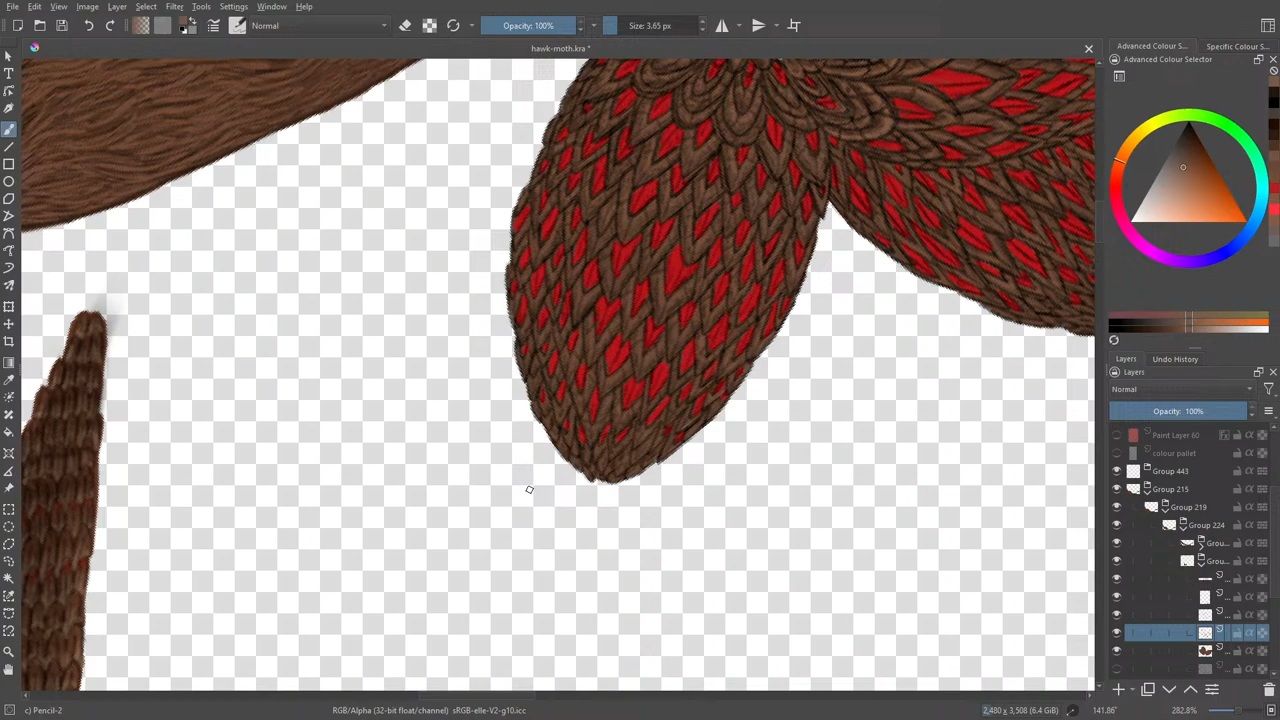 File Edit View Image Layer Select Filter Tools Settings Window Help
Normal Opacity: 100% Size: 3.65 px
hawk-moth.kra *
Advanced Colour S... Specific Colour S...
Advanced Colour Selector
Layers Undo History
Layers
Normal
Opacity: 100%
Paint Layer 60 fx
colour pallet
Group 443
Group 215
Group 219
Group 224
Grou...
Grou...
...
...
...
...
...
...
c) Pencil-2 RGB/Alpha (32-bit float/channel) sRGB-elle-V2-g10.icc 2,480 x 3,508 (6.4 GiB) 141.86° 282.8%